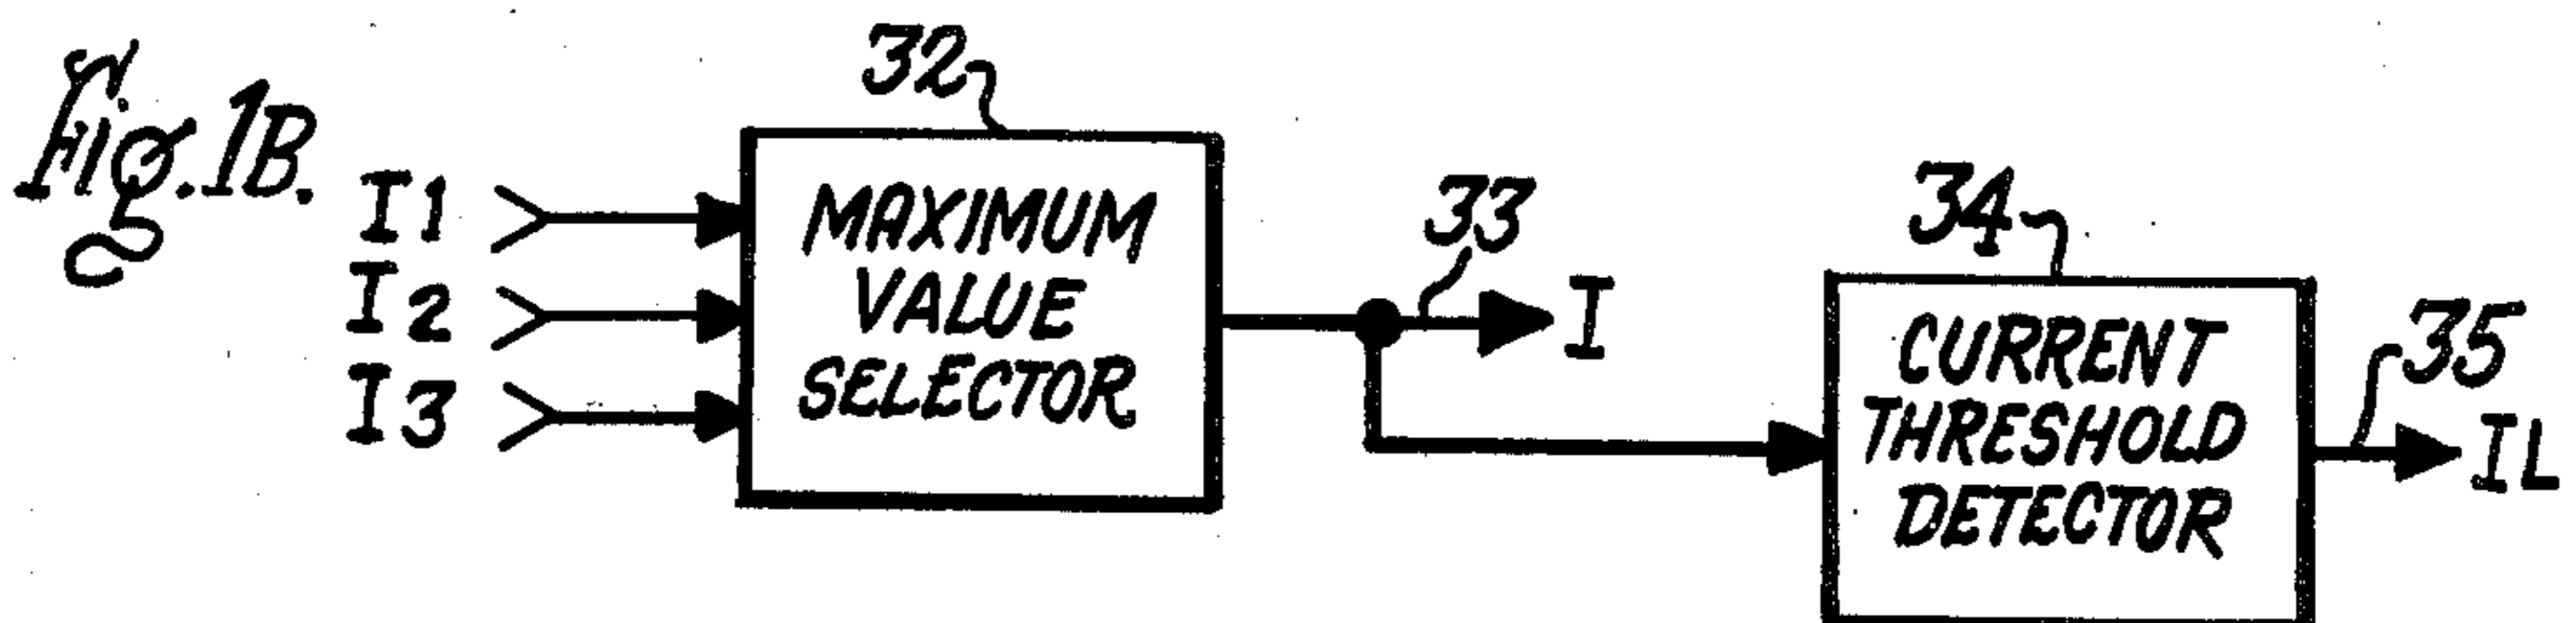 Fig. 1B.
32
I1
I2
I3
MAXIMUM
VALUE
SELECTOR
33
I
34
CURRENT
THRESHOLD
DETECTOR
35
IL